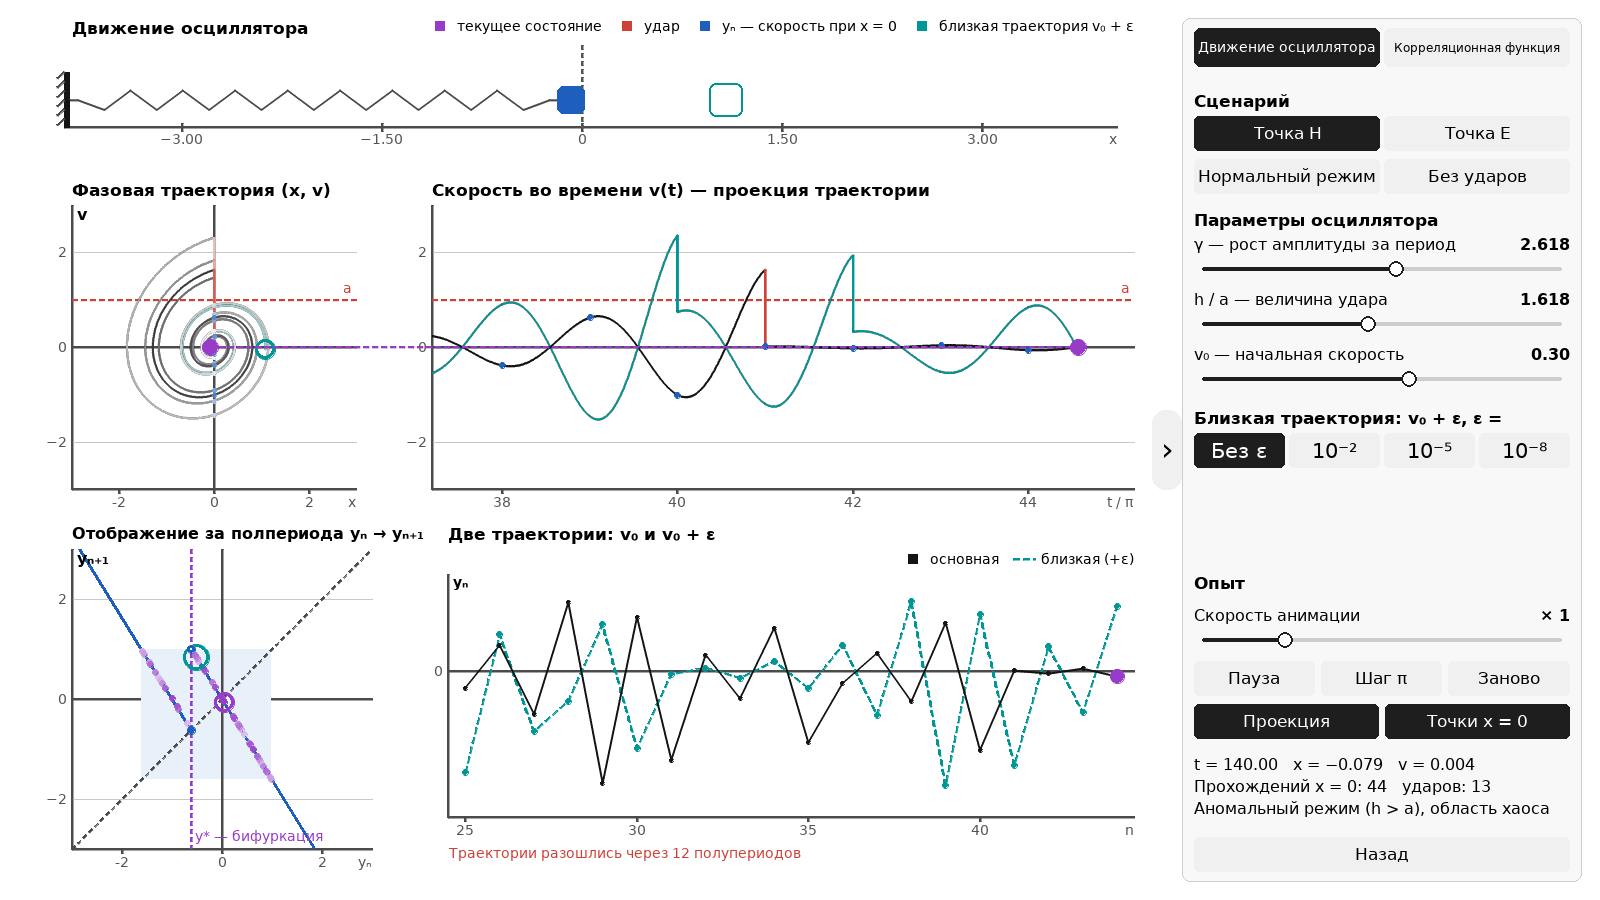 Движение осциллятора
текущее состояние удар yₙ — скорость при x = 0 близкая траектория v₀ + ε
−3.00 −1.50 0 1.50 3.00 x
Фазовая траектория (x, v)
v
2
0
−2
a
-2 0 2 x
Скорость во времени v(t) — проекция траектории
2
0
−2
a
38 40 42 44 t / π
Отображение за полпериода yₙ → yₙ₊₁
yₙ₊₁
2
0
−2
y* — бифуркация
-2 0 2 yₙ
Две траектории: v₀ и v₀ + ε
основная близкая (+ε)
yₙ
0
25 30 35 40 n
Траектории разошлись через 12 полупериодов
›
Движение осциллятора Корреляционная функция
Сценарий
Точка H Точка E
Нормальный режим Без ударов
Параметры осциллятора
γ — рост амплитуды за период 2.618
h / a — величина удара 1.618
v₀ — начальная скорость 0.30
Близкая траектория: v₀ + ε, ε =
Без ε 10⁻² 10⁻⁵ 10⁻⁸
Опыт
Скорость анимации × 1
Пауза Шаг π Заново
Проекция Точки x = 0
t = 140.00 x = −0.079 v = 0.004
Прохождений x = 0: 44 ударов: 13
Аномальный режим (h > a), область хаоса
Назад